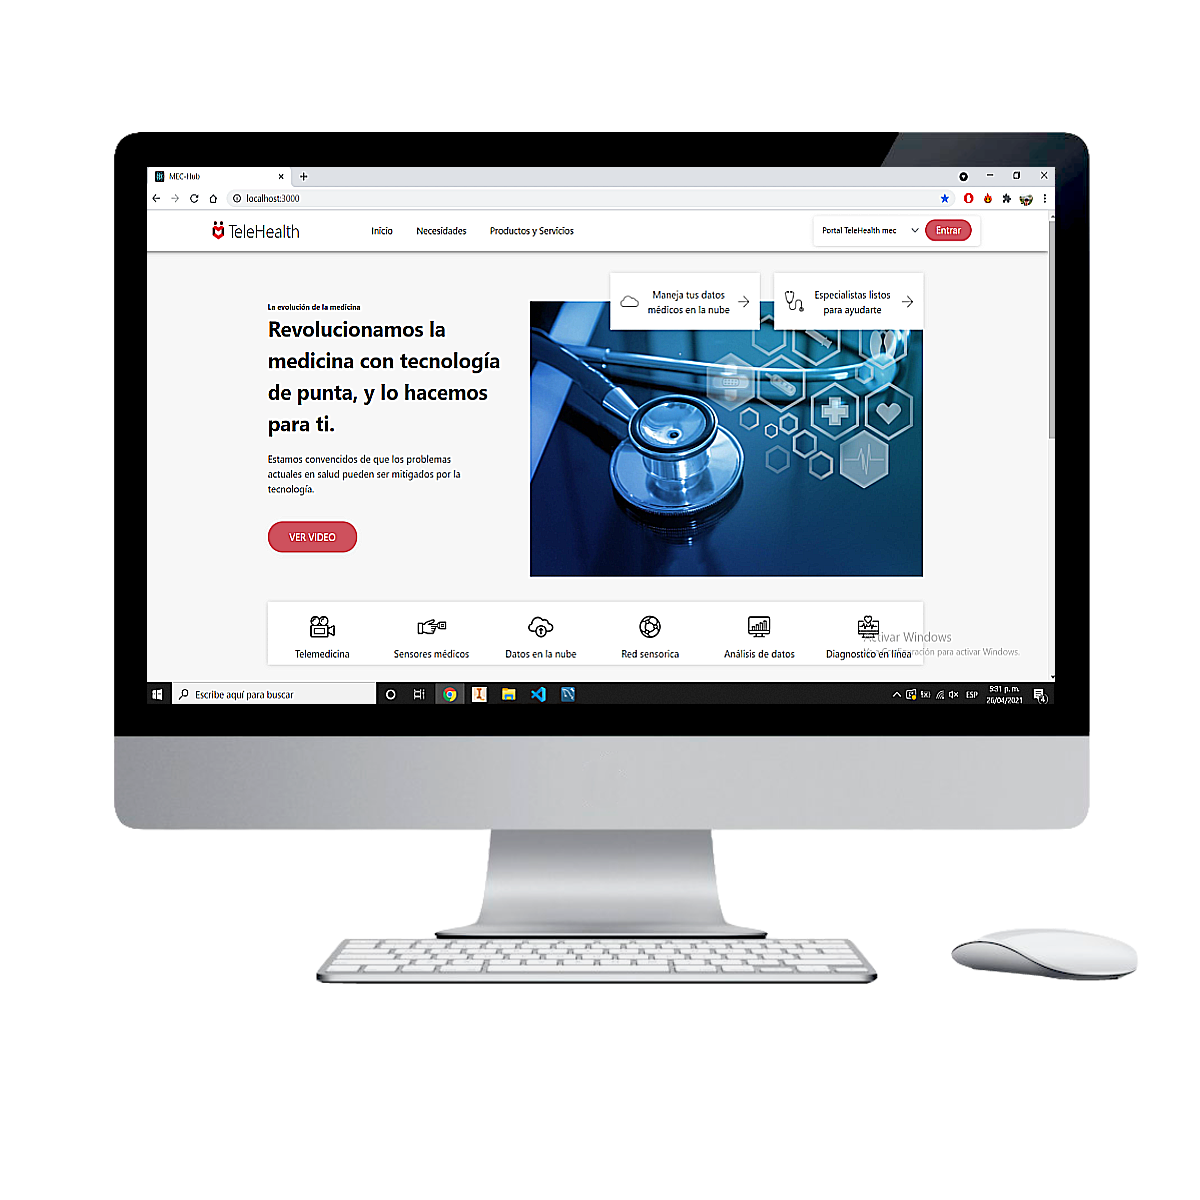 MEC-Hub
localhost:3000
TeleHealth
Inicio
Necesidades
Productos y Servicios
Portal TeleHealth mec
Entrar
Maneja tus datos
médicos en la nube
Especialistas listos
para ayudarte
La evolución de la medicina
Revolucionamos la
medicina con tecnología
de punta, y lo hacemos
para ti.
Estamos convencidos de que los problemas
actuales en salud pueden ser mitigados por la
tecnología.
VER VIDEO
Telemedicina
Sensores médicos
Datos en la nube
Red sensorica
Análisis de datos
Diagnostico en línea
Activar Windows
para activar Windows.
Escribe aquí para buscar
ESP
5:31 p. m.
26/04/2021
4